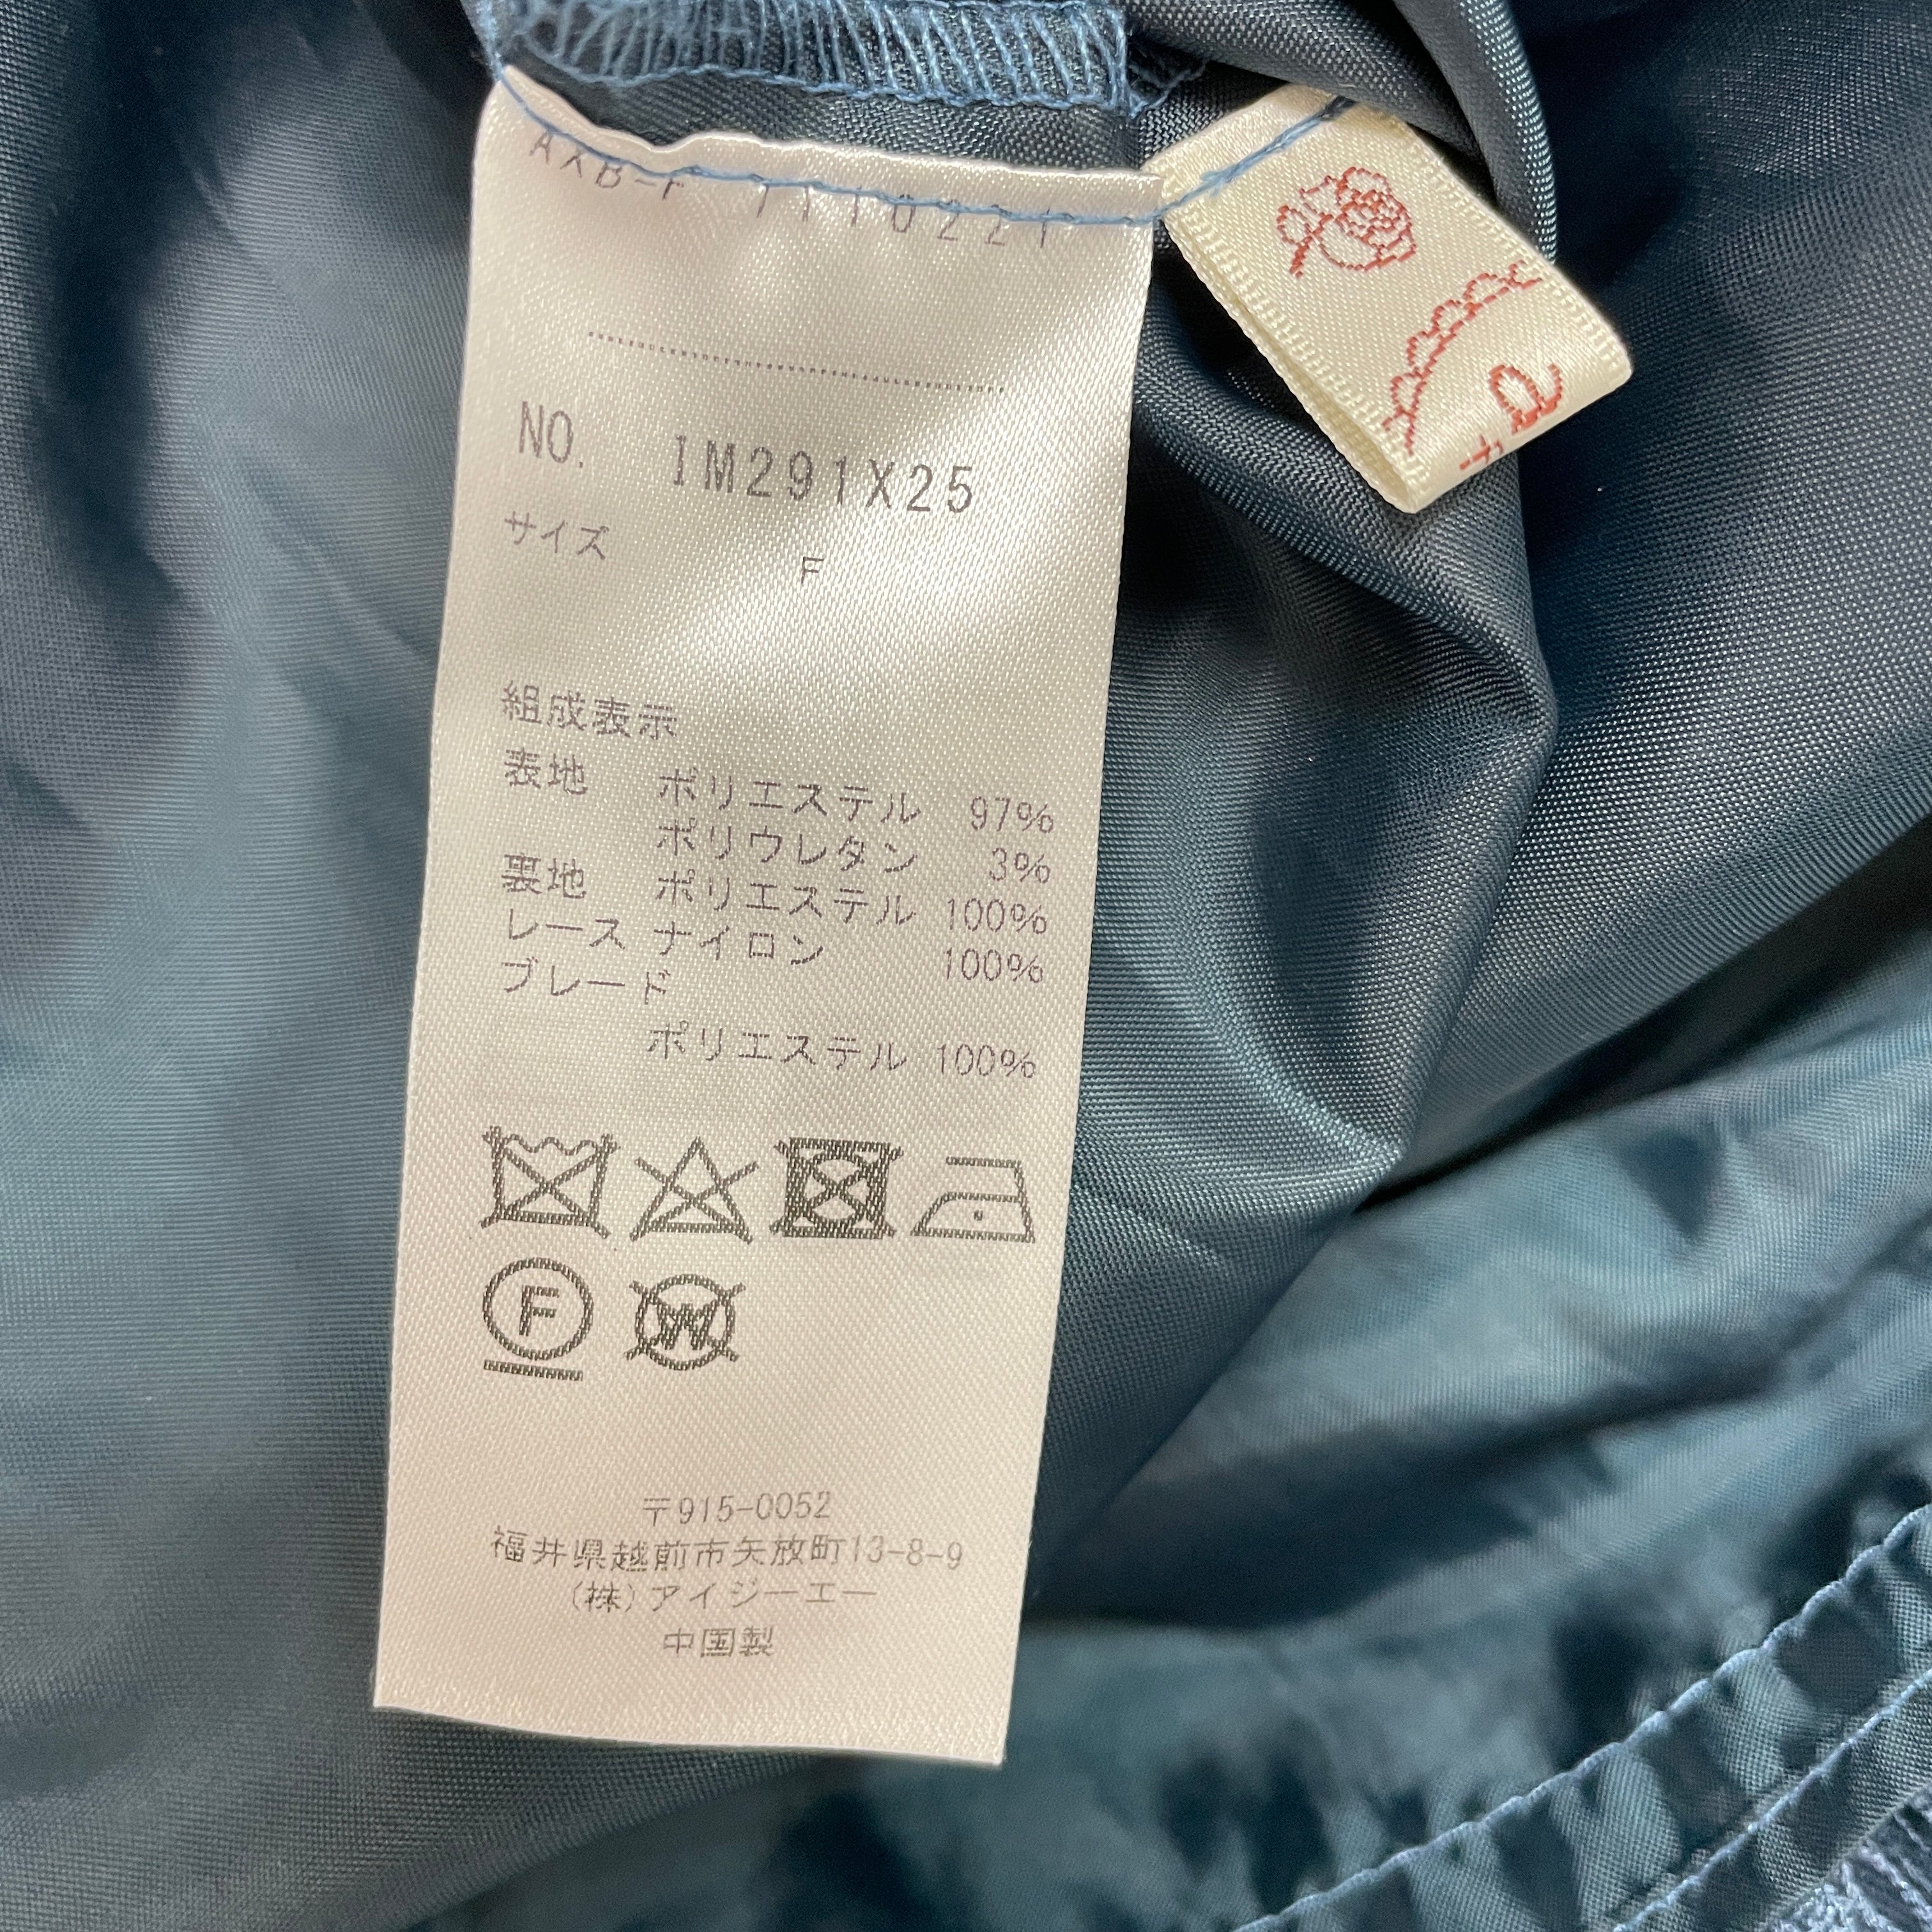 AXB-F 1110221
NO. IM291X25
サイズ F
組成表示
表地 ポリエステル 97%
ポリウレタン 3%
裏地 ポリエステル 100%
レース ナイロン 100%
ブレード
ポリエステル 100%
F W
〒915-0052
福井県越前市矢放町13-8-9
(株)アイジーエー
中国製
a